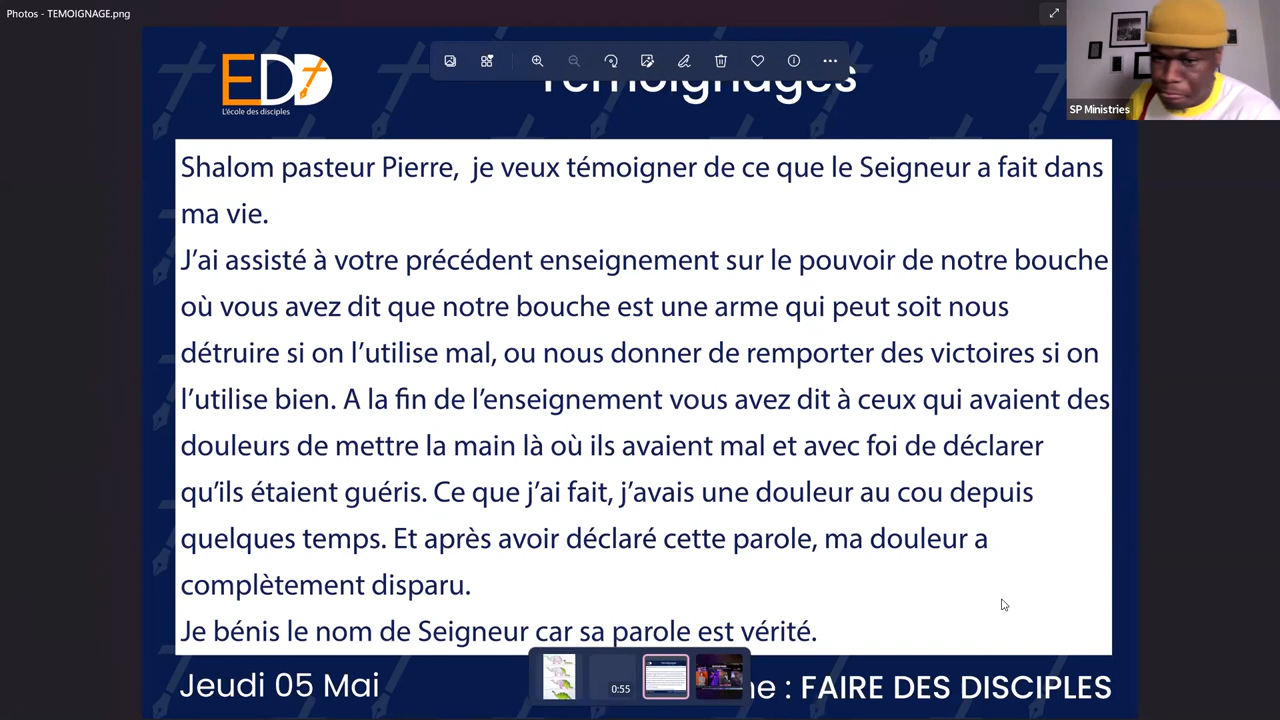 Photos - TEMOIGNAGE.png
EDD
L'école des disciples
Témoignages
SP Ministries
Shalom pasteur Pierre, je veux témoigner de ce que le Seigneur a fait dans
ma vie.
J'ai assisté à votre précédent enseignement sur le pouvoir de notre bouche
où vous avez dit que notre bouche est une arme qui peut soit nous
détruire si on l'utilise mal, ou nous donner de remporter des victoires si on
l'utilise bien. A la fin de l'enseignement vous avez dit à ceux qui avaient des
douleurs de mettre la main là où ils avaient mal et avec foi de déclarer
qu'ils étaient guéris. Ce que j'ai fait, j'avais une douleur au cou depuis
quelques temps. Et après avoir déclaré cette parole, ma douleur a
complètement disparu.
Je bénis le nom de Seigneur car sa parole est vérité.
0:55
Jeudi 05 Mai
: FAIRE DES DISCIPLES